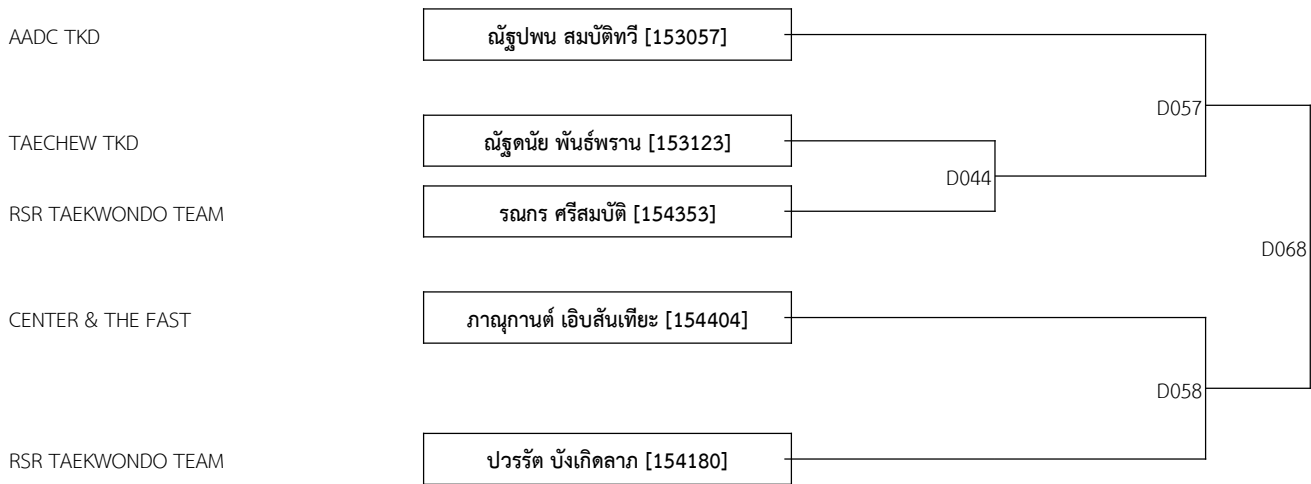 AADC TKD
ณัฐปพน สมบัติทวี [153057]
D057
TAECHEW TKD
ณัฐดนัย พันธ์พราน [153123]
D044
RSR TAEKWONDO TEAM
รณกร ศรีสมบัติ [154353]
D068
CENTER & THE FAST
ภาณุกานต์ เอิบสันเทียะ [154404]
D058
RSR TAEKWONDO TEAM
ปวรรัต บังเกิดลาภ [154180]